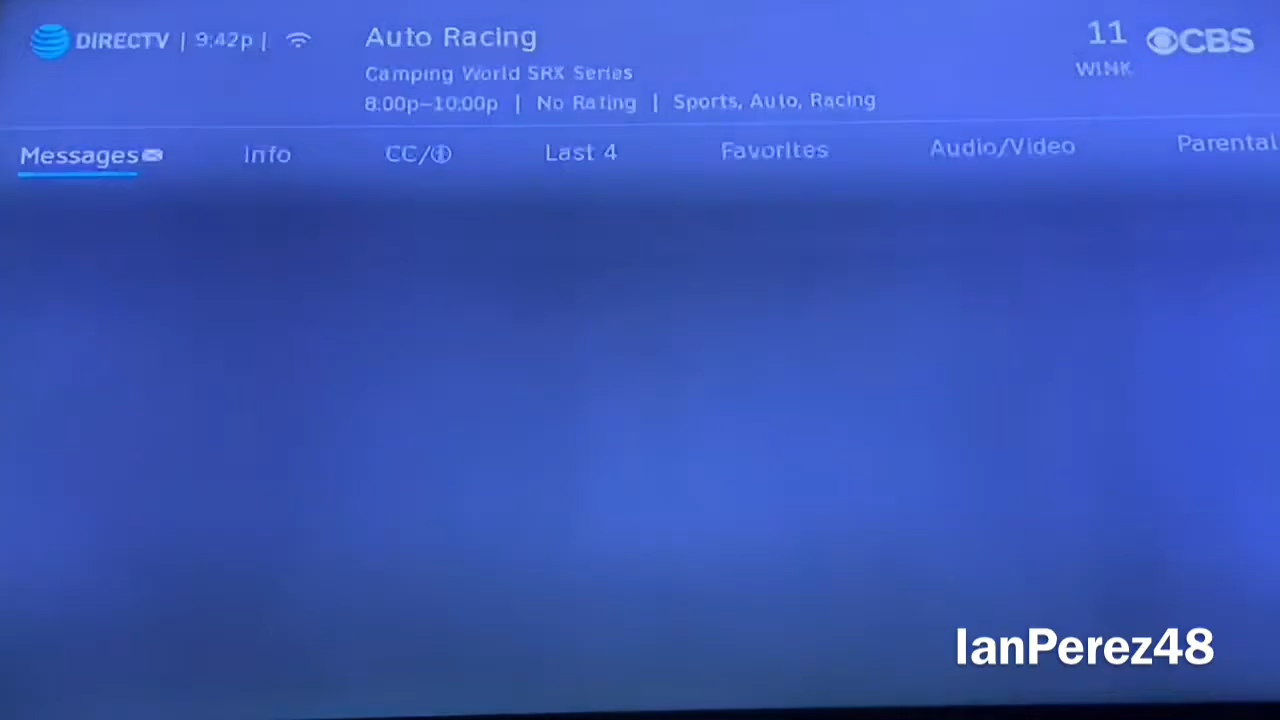 DIRECTV | 9:42p |
Auto Racing
Camping World SRX Series
8:00p–10:00p | No Rating | Sports, Auto, Racing
11
WINK
CBS
Messages
Info
CC/
Last 4
Favorites
Audio/Video
Parental
IanPerez48